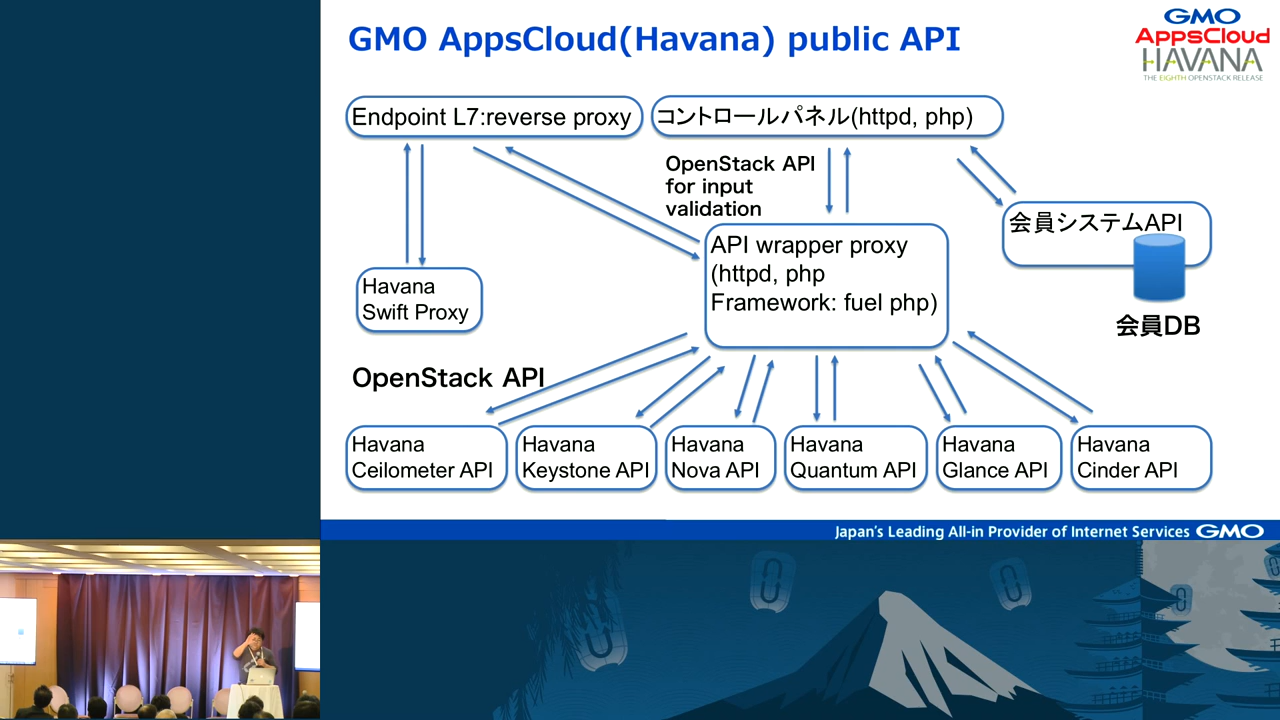 GMO AppsCloud(Havana) public API
GMO
AppsCloud
HAVANA
THE EIGHTH OPENSTACK RELEASE
Endpoint L7:reverse proxy
コントロールパネル(httpd, php)
OpenStack API
for input
validation
会員システムAPI
API wrapper proxy
(httpd, php
Framework: fuel php)
Havana
Swift Proxy
会員DB
OpenStack API
Havana
Ceilometer API
Havana
Keystone API
Havana
Nova API
Havana
Quantum API
Havana
Glance API
Havana
Cinder API
Japan's Leading All-in Provider of Internet Services GMO